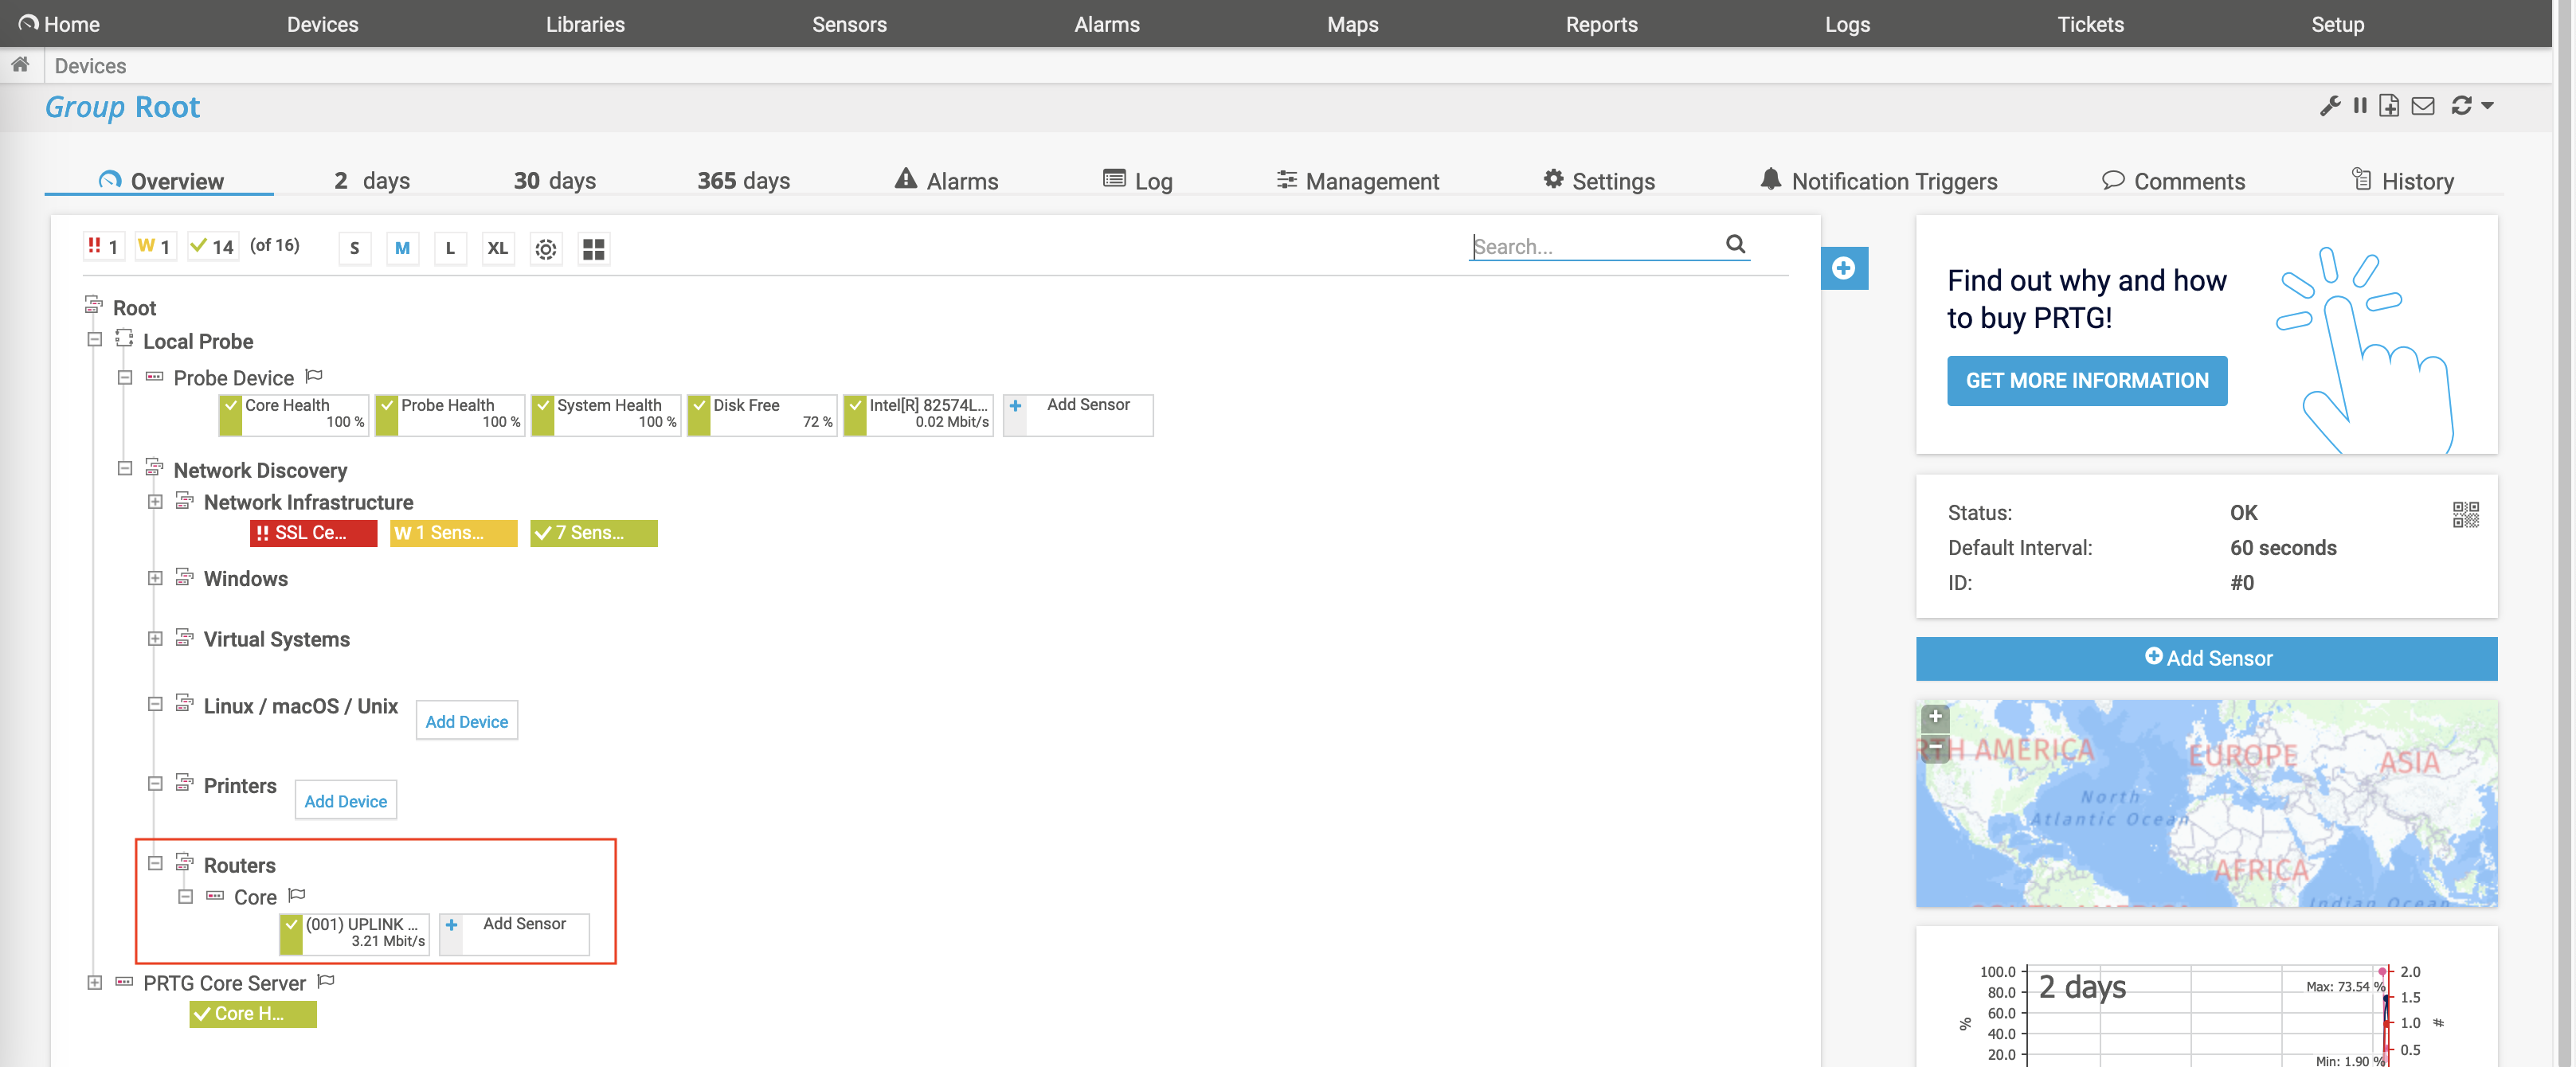 Home Devices Libraries Sensors Alarms Maps Reports Logs Tickets Setup
Devices
Group Root
Overview 2 days 30 days 365 days Alarms Log Management Settings Notification Triggers Comments History
!! 1 W 1 14 (of 16) S M L XL Search...
Root
Local Probe
Probe Device
Core Health 100 % Probe Health 100 % System Health 100 % Disk Free 72 % Intel[R] 82574L... 0.02 Mbit/s + Add Sensor
Network Discovery
Network Infrastructure
!! SSL Ce... W 1 Sens... 7 Sens...
Windows
Virtual Systems
Linux / macOS / Unix Add Device
Printers Add Device
Routers
Core
(001) UPLINK ... 3.21 Mbit/s + Add Sensor
PRTG Core Server
Core H...
Find out why and how
to buy PRTG!
GET MORE INFORMATION
Status: OK
Default Interval: 60 seconds
ID: #0
Add Sensor
+
−
RTH AMERICA EUROPE ASIA
North
Atlantic Ocean
AFRICA
SOUTH AMERICA Indian Ocean
2 days
100.0
80.0
60.0
40.0
20.0
%
Max: 73.54 %
Min: 1.90 %
2.0
1.5
1.0
0.5
#